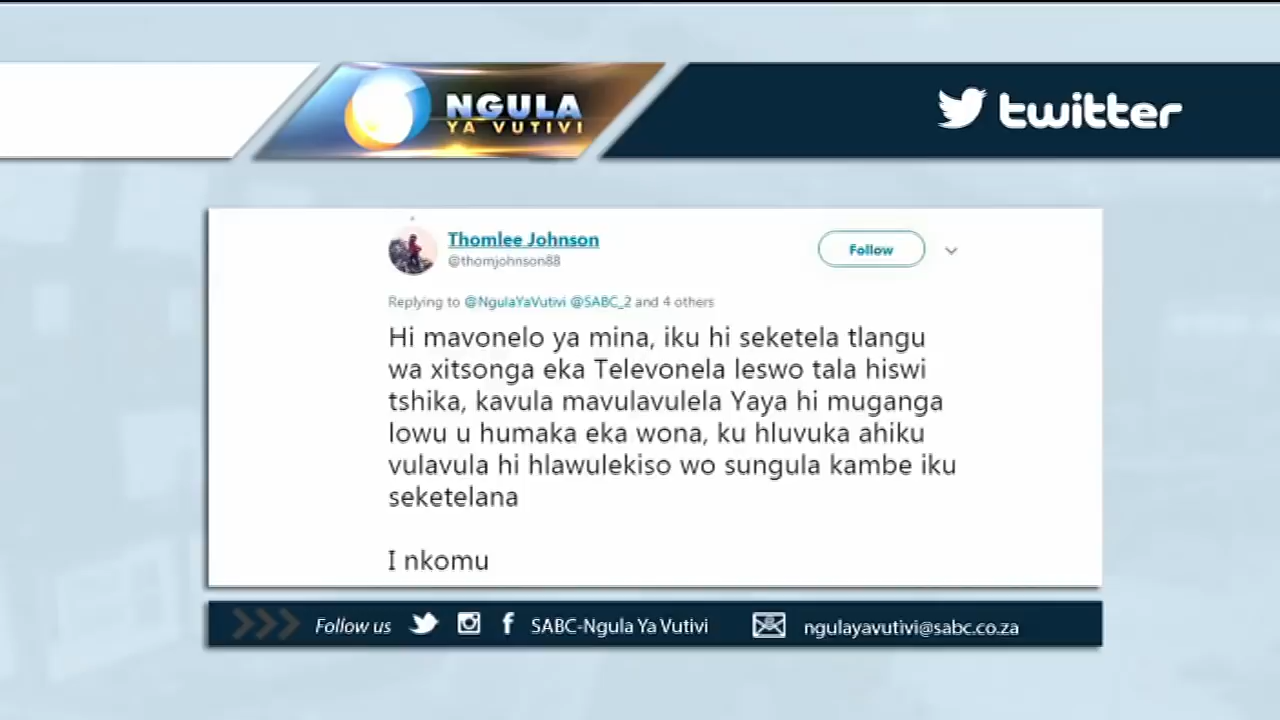 NGULA
YA VUTIVI
twitter
Thomlee Johnson
@thomjohnson88
Follow
Replying to @NgulaYaVutivi @SABC_2 and 4 others
Hi mavonelo ya mina, iku hi seketela tlangu
wa xitsonga eka Televonela leswo tala hiswi
tshika, kavula mavulavulela Yaya hi muganga
lowu u humaka eka wona, ku hluvuka ahiku
vulavula hi hlawulekiso wo sungula kambe iku
seketelana
I nkomu
Follow us
SABC-Ngula Ya Vutivi
ngulayavutivi@sabc.co.za